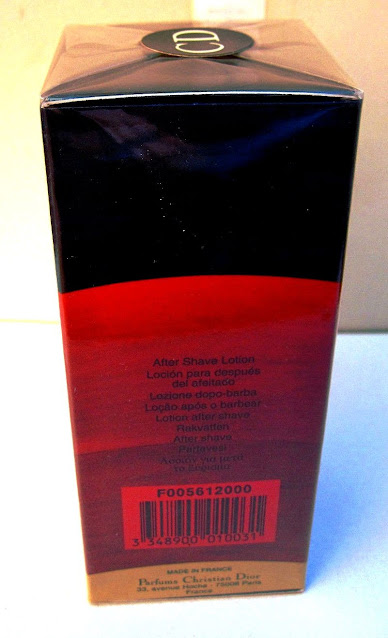 CD
After Shave Lotion
Loción para después
del afeitado
Lozione dopo-barba
Loção após o barbear
Lotion after shave
Rakvatten
After shave
Partavesi
F005612000
3 348900 010031
MADE IN FRANCE
Parfums Christian Dior
33, avenue Hoche - 75008 Paris
France